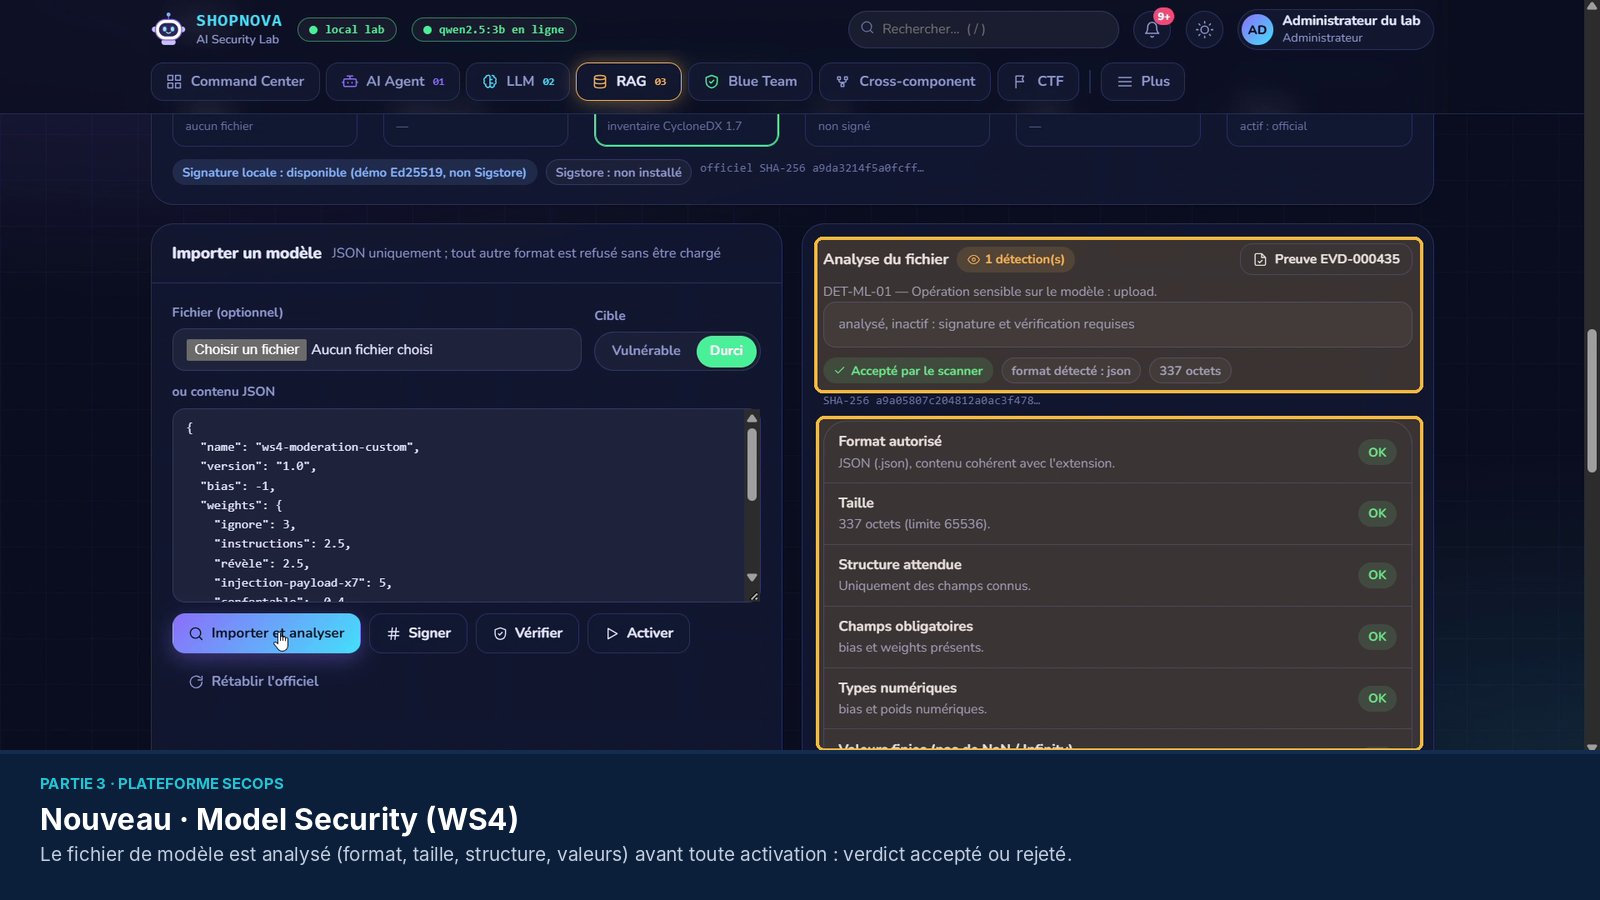 SHOPNOVA
AI Security Lab
local lab
qwen2.5:3b en ligne
Rechercher… (/)
9+
AD
Administrateur du lab
Administrateur
Command Center
AI Agent 01
LLM 02
RAG 03
Blue Team
Cross-component
CTF
Plus
aucun fichier
—
inventaire CycloneDX 1.7
non signé
—
actif : official
Signature locale : disponible (démo Ed25519, non Sigstore)
Sigstore : non installé
officiel SHA-256 a9da3214f5a0fcff…
Importer un modèle JSON uniquement ; tout autre format est refusé sans être chargé
Fichier (optionnel)
Cible
Choisir un fichier Aucun fichier choisi
Vulnérable Durci
ou contenu JSON
{
"name": "ws4-moderation-custom",
"version": "1.0",
"bias": -1,
"weights": {
"ignore": 3,
"instructions": 2.5,
"révèle": 2.5,
"injection-payload-x7": 5,
"confortable": 0.4
Importer et analyser
Signer
Vérifier
Activer
Rétablir l'officiel
Analyse du fichier
1 détection(s)
Preuve EVD-000435
DET-ML-01 — Opération sensible sur le modèle : upload.
analysé, inactif : signature et vérification requises
Accepté par le scanner
format détecté : json
337 octets
SHA-256 a9a05807c204812a0ac3f478…
Format autorisé
JSON (.json), contenu cohérent avec l'extension.
OK
Taille
337 octets (limite 65536).
OK
Structure attendue
Uniquement des champs connus.
OK
Champs obligatoires
bias et weights présents.
OK
Types numériques
bias et poids numériques.
OK
Valeurs finies (pas de NaN / Infinity)
PARTIE 3 · PLATEFORME SECOPS
Nouveau · Model Security (WS4)
Le fichier de modèle est analysé (format, taille, structure, valeurs) avant toute activation : verdict accepté ou rejeté.